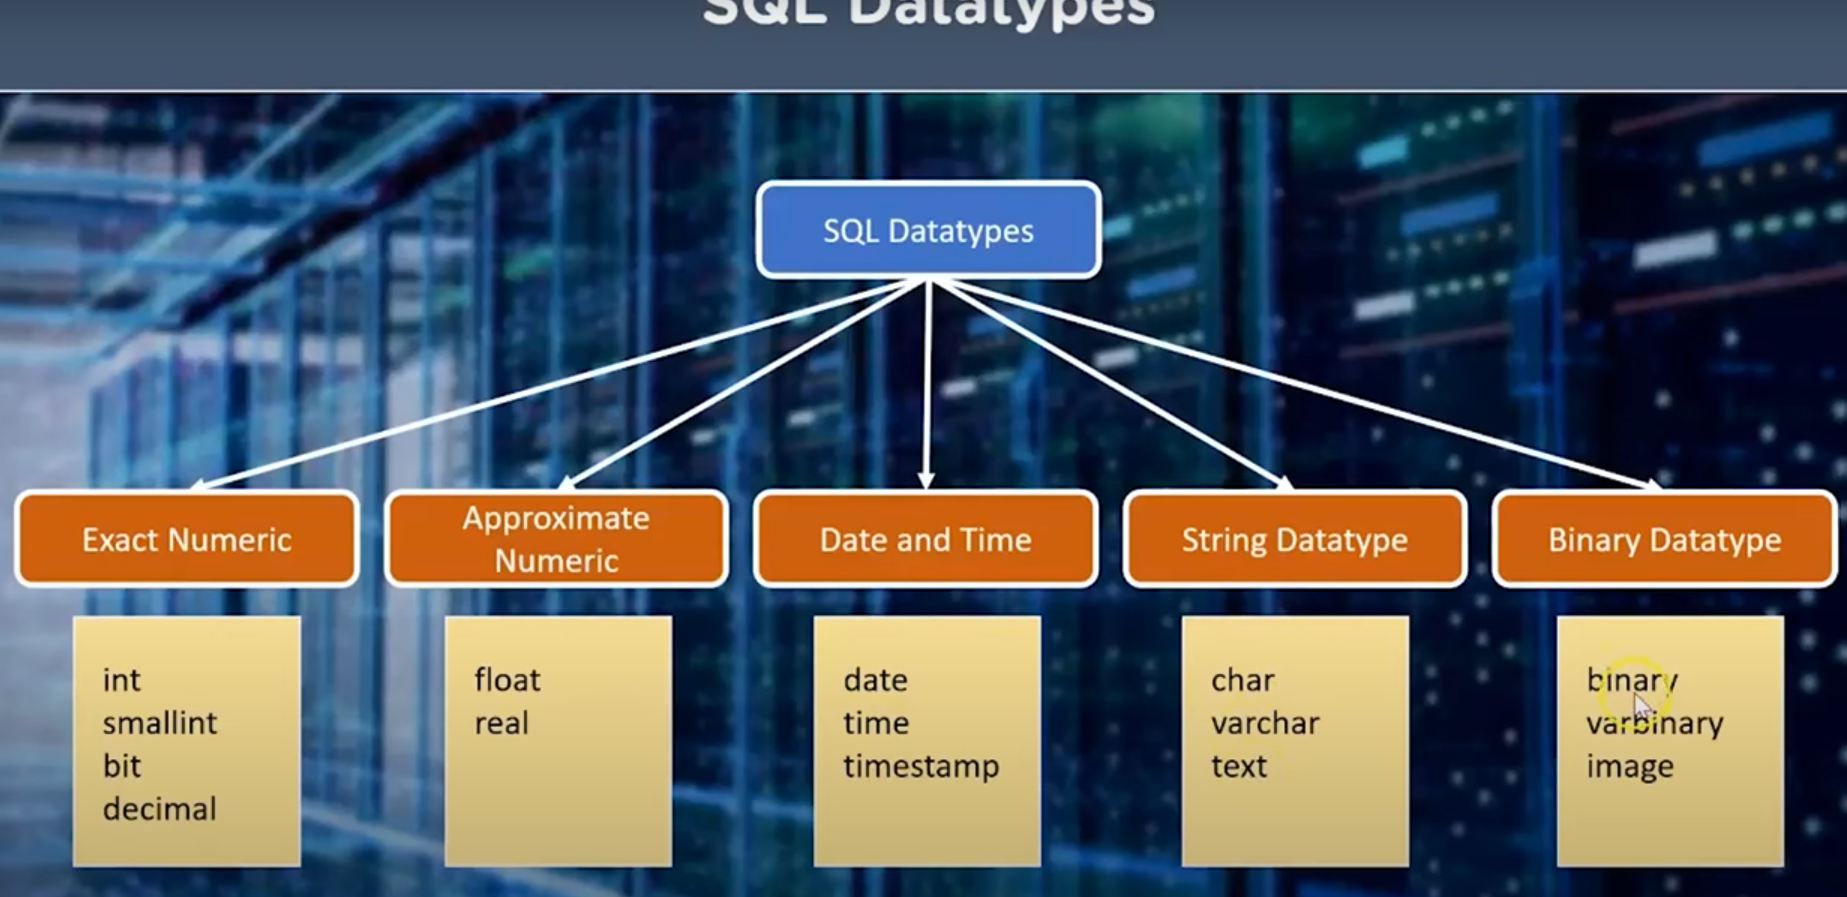 SQL Datatypes
SQL Datatypes
Exact Numeric
Approximate
Numeric
Date and Time
String Datatype
Binary Datatype
int
smallint
bit
decimal
float
real
date
time
timestamp
char
varchar
text
binary
varbinary
image